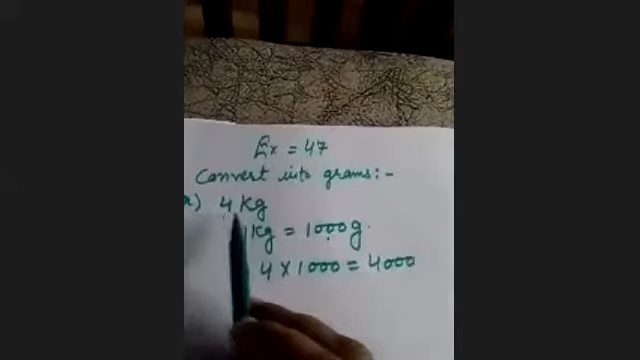 Ex = 47
Convert into grams:-
a) 4 Kg
1 Kg = 1000g.
4 X 1000 = 4000